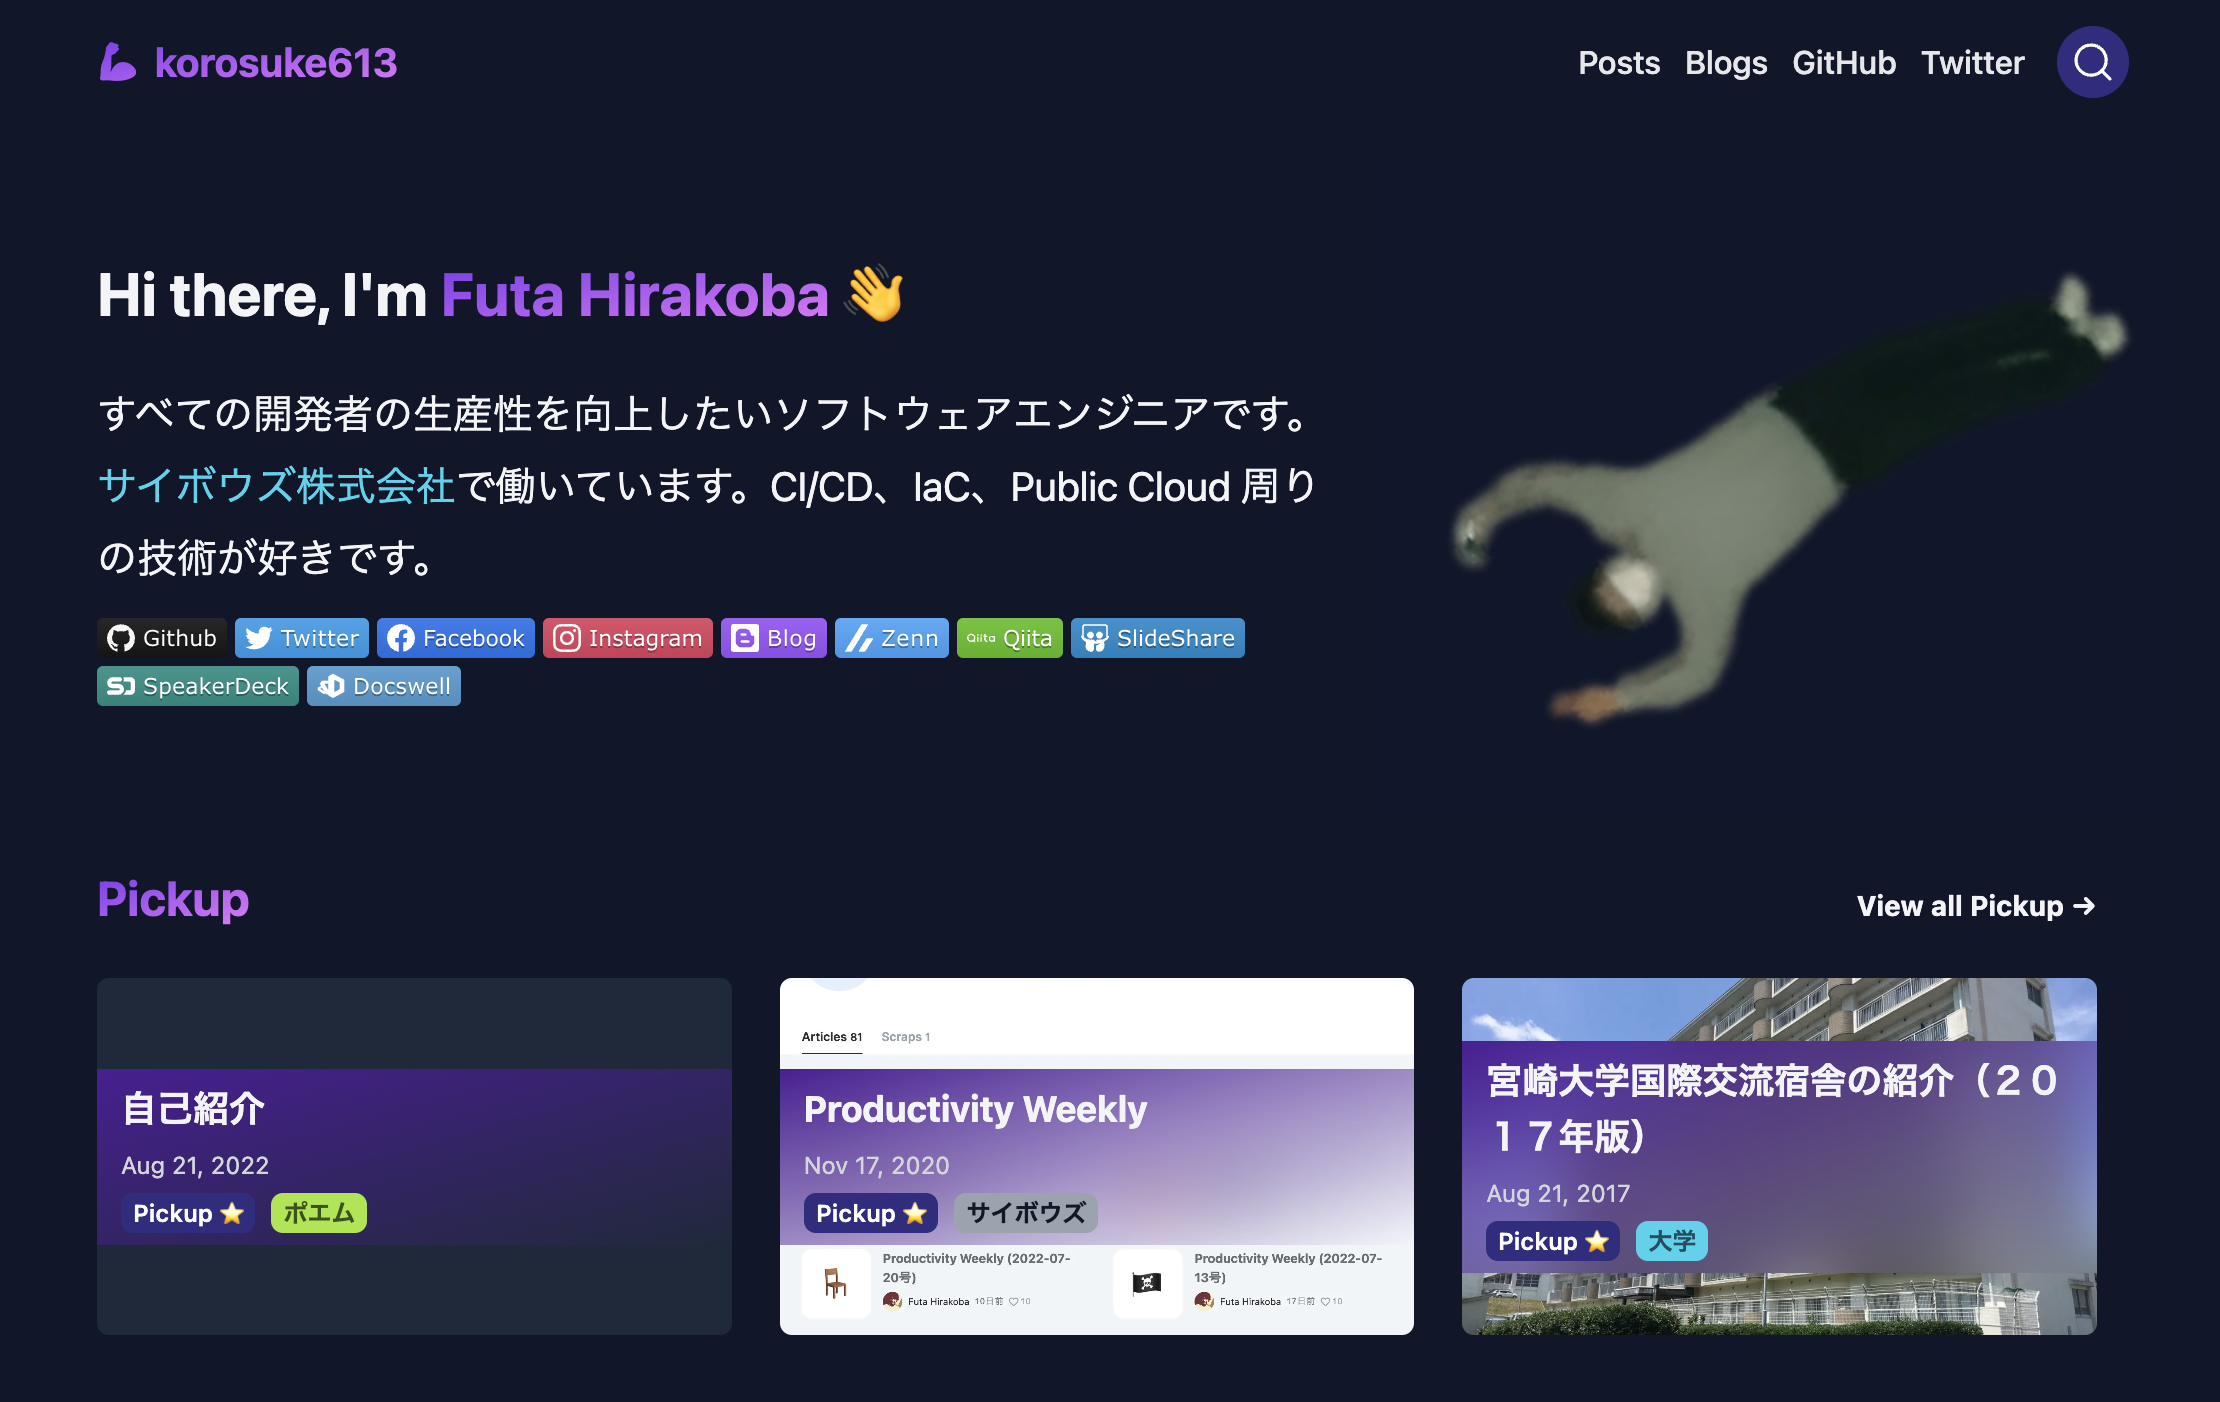 korosuke613
Posts Blogs GitHub Twitter
Hi there, I'm Futa Hirakoba 👋
すべての開発者の生産性を向上したいソフトウェアエンジニアです。
サイボウズ株式会社で働いています。CI/CD、IaC、Public Cloud 周り
の技術が好きです。
Github Twitter Facebook Instagram Blog Zenn Qiita Qiita SlideShare
SpeakerDeck Docswell
Pickup
View all Pickup →
自己紹介
Aug 21, 2022
Pickup ⭐ ポエム
Articles 81 Scraps 1
Productivity Weekly
Nov 17, 2020
Pickup ⭐ サイボウズ
Productivity Weekly (2022-07-
20号)
Futa Hirakoba 10日前 ♡10
Productivity Weekly (2022-07-
13号)
Futa Hirakoba 17日前 ♡10
宮崎大学国際交流宿舎の紹介（２０
１７年版）
Aug 21, 2017
Pickup ⭐ 大学